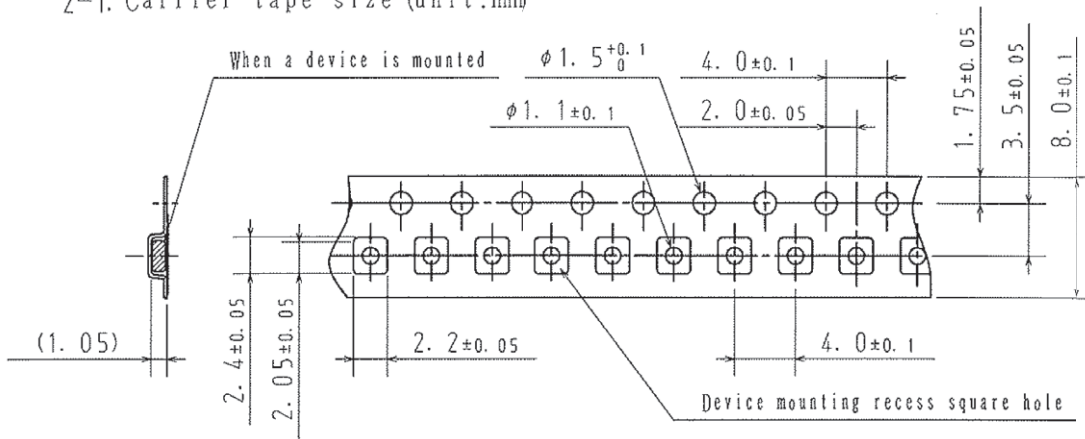 2-1. Carrier tape size (unit:mm)
When a device is mounted
φ1.5+0.1 0
4.0±0.1
φ1.1±0.1
2.0±0.05
1.75±0.05
3.5±0.05
8.0±0.1
(1.05)
2.4±0.05
2.05±0.05
2.2±0.05
4.0±0.1
Device mounting recess square hole